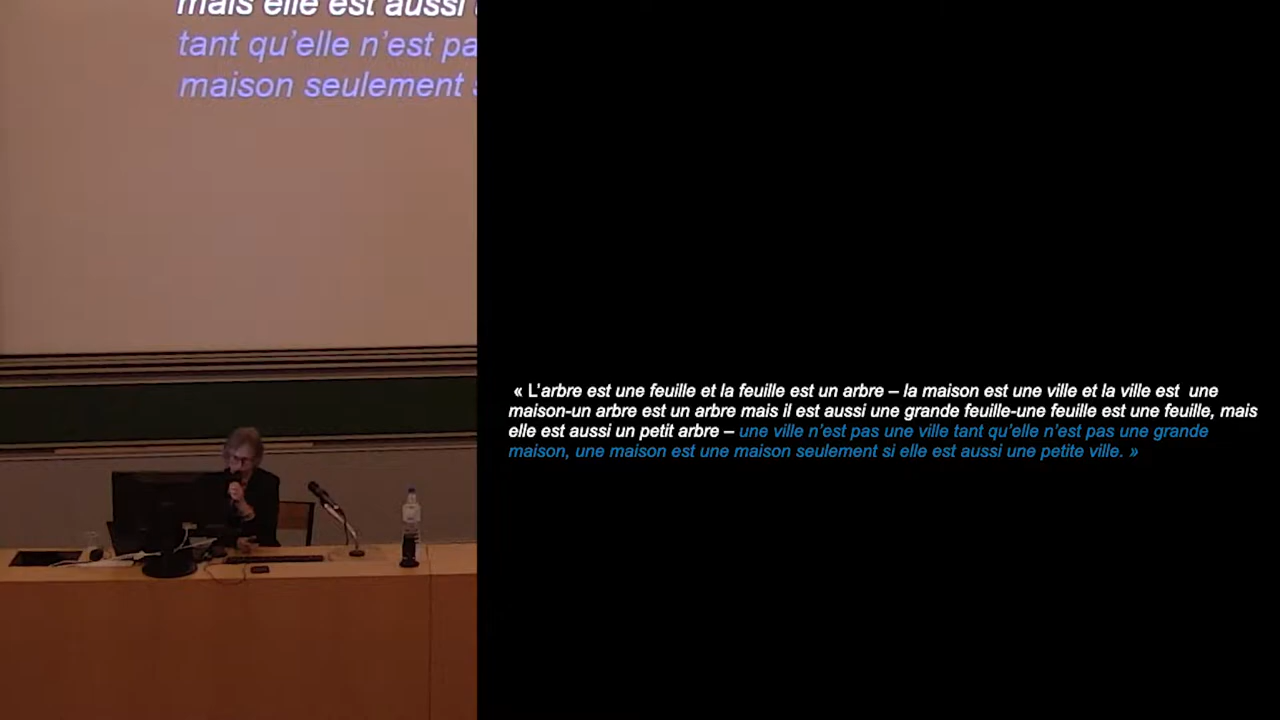 mais elle est aussi
tant qu'elle n'est pa
maison seulement s
« L'arbre est une feuille et la feuille est un arbre – la maison est une ville et la ville est une
maison-un arbre est un arbre mais il est aussi une grande feuille-une feuille est une feuille, mais
elle est aussi un petit arbre – une ville n'est pas une ville tant qu'elle n'est pas une grande
maison, une maison est une maison seulement si elle est aussi une petite ville. »